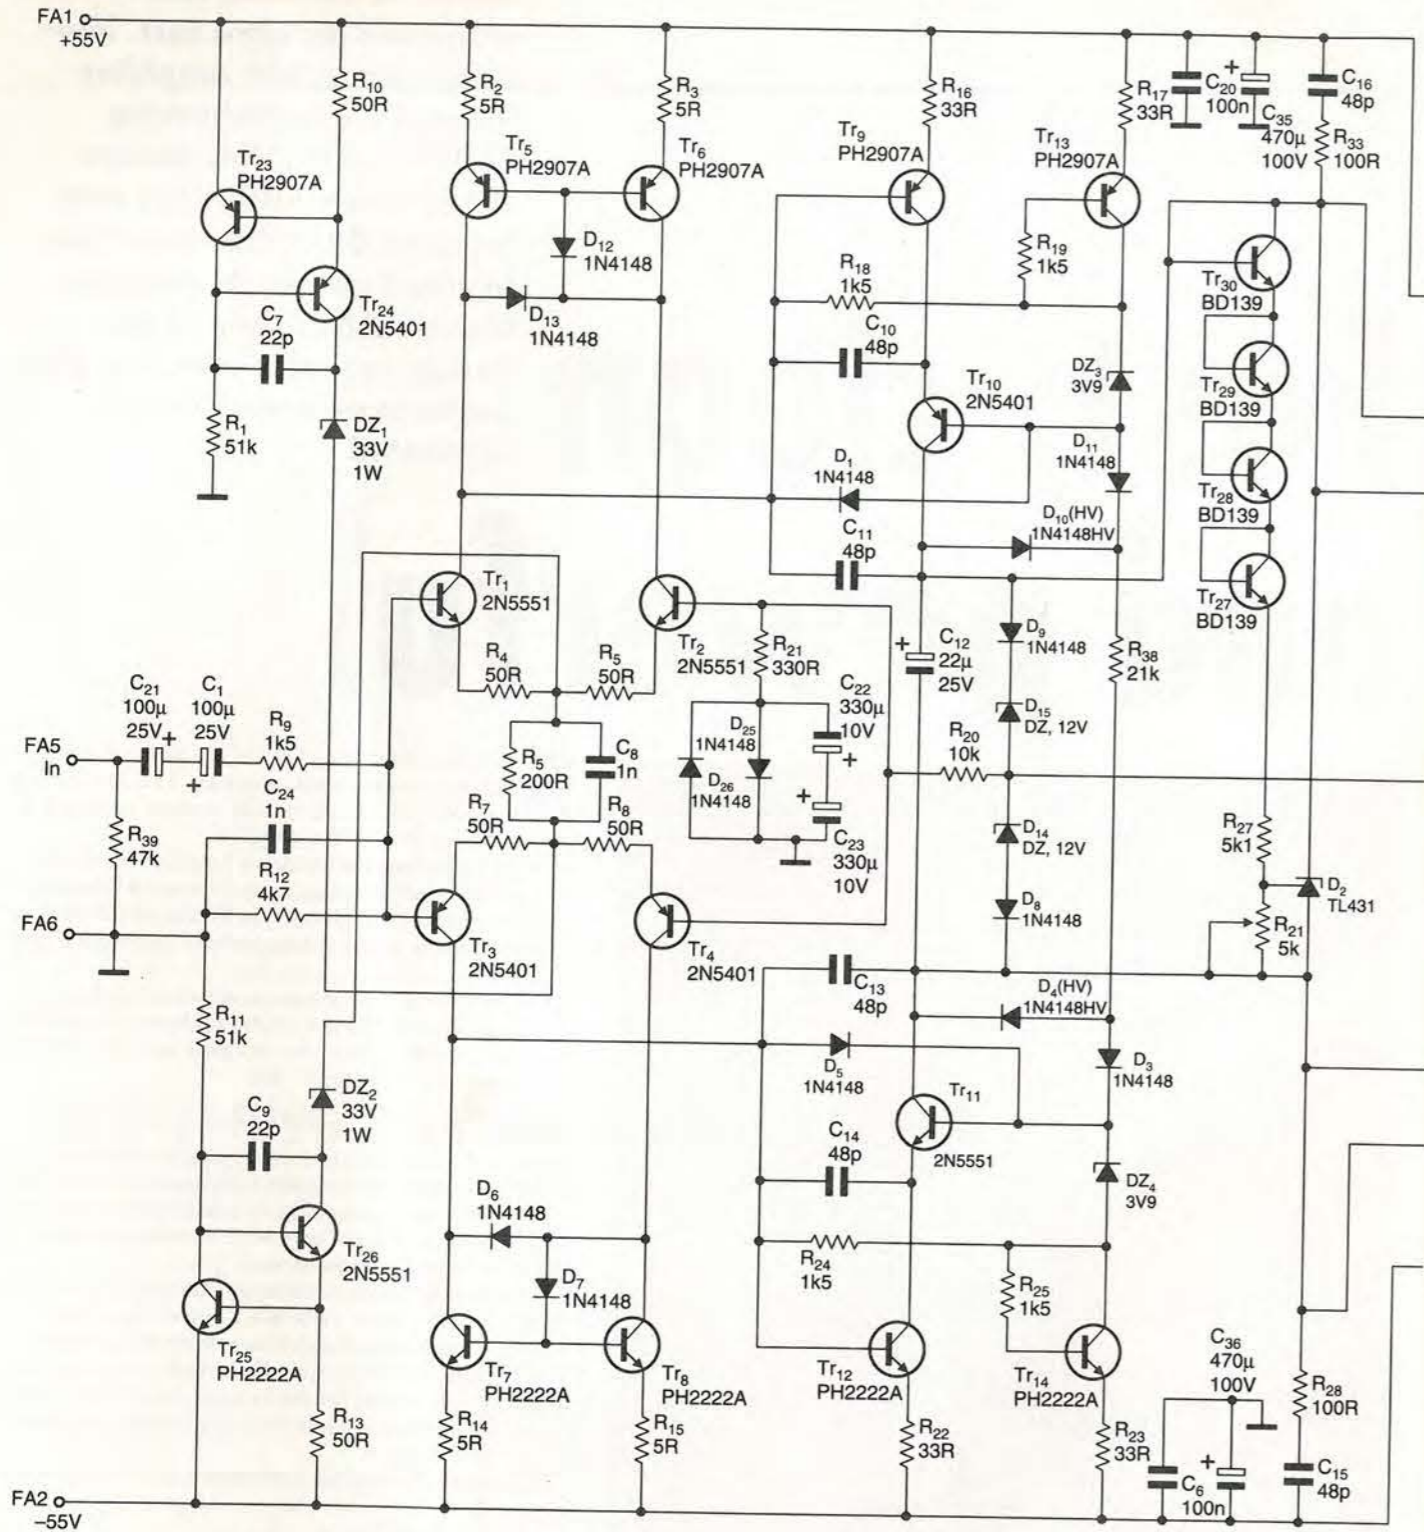 FA1
+55V
R10
50R
R2
5R
R3
5R
R16
33R
R17
33R
C20
100n
+
C35
470µ
100V
C16
48p
R33
100R
Tr23
PH2907A
Tr5
PH2907A
Tr6
PH2907A
Tr9
PH2907A
Tr13
PH2907A
D12
1N4148
R19
1k5
R18
1k5
Tr30
BD139
Tr24
2N5401
C7
22p
D13
1N4148
C10
48p
DZ3
3V9
Tr29
BD139
R1
51k
DZ1
33V
1W
Tr10
2N5401
D1
1N4148
D11
1N4148
Tr28
BD139
D10(HV)
1N4148HV
C11
48p
Tr1
2N5551
Tr2
2N5551
Tr27
BD139
R21
330R
D9
1N4148
+
C12
22µ
25V
R38
21k
R4
50R
R5
50R
C21
100µ
25V
+
C1
100µ
25V
+
R9
1k5
C22
330µ
10V
+
D25
1N4148
D15
DZ, 12V
FA5
In
R5
200R
C8
1n
D26
1N4148
R20
10k
C24
1n
R7
50R
R8
50R
+
C23
330µ
10V
D14
DZ, 12V
R27
5k1
R39
47k
R12
4k7
D8
1N4148
D2
TL431
FA6
R21
5k
Tr3
2N5401
Tr4
2N5401
C13
48p
D4(HV)
1N4148HV
R11
51k
D5
1N4148
D3
1N4148
DZ2
33V
1W
C9
22p
Tr11
2N5551
C14
48p
DZ4
3V9
D6
1N4148
Tr26
2N5551
D7
1N4148
R24
1k5
R25
1k5
Tr25
PH2222A
Tr7
PH2222A
Tr8
PH2222A
Tr12
PH2222A
Tr14
PH2222A
C36
470µ
100V
R28
100R
R13
50R
R14
5R
R15
5R
R22
33R
R23
33R
C6
100n
+
C15
48p
FA2
–55V